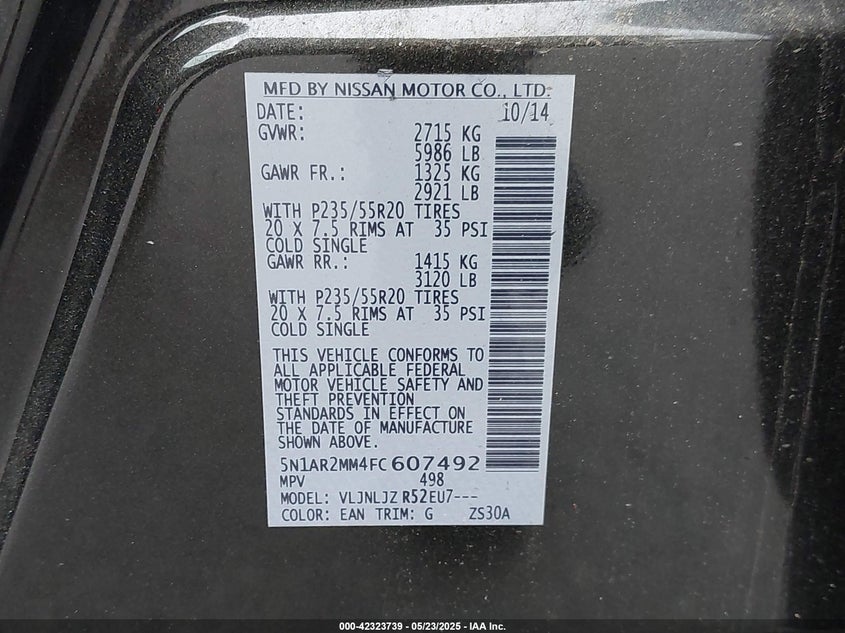 MFD BY NISSAN MOTOR CO., LTD.
DATE: 10/14
GVWR: 2715 KG
5986 LB
GAWR FR.: 1325 KG
2921 LB
WITH P235/55R20 TIRES
20 X 7.5 RIMS AT 35 PSI
COLD SINGLE
GAWR RR.: 1415 KG
3120 LB
WITH P235/55R20 TIRES
20 X 7.5 RIMS AT 35 PSI
COLD SINGLE
THIS VEHICLE CONFORMS TO
ALL APPLICABLE FEDERAL
MOTOR VEHICLE SAFETY AND
THEFT PREVENTION
STANDARDS IN EFFECT ON
THE DATE OF MANUFACTURE
SHOWN ABOVE.
5N1AR2MM4FC607492
MPV 498
MODEL: VLJNLJZ R52EU7---
COLOR: EAN TRIM: G ZS30A
000-42323739 - 05/23/2025 - IAA Inc.